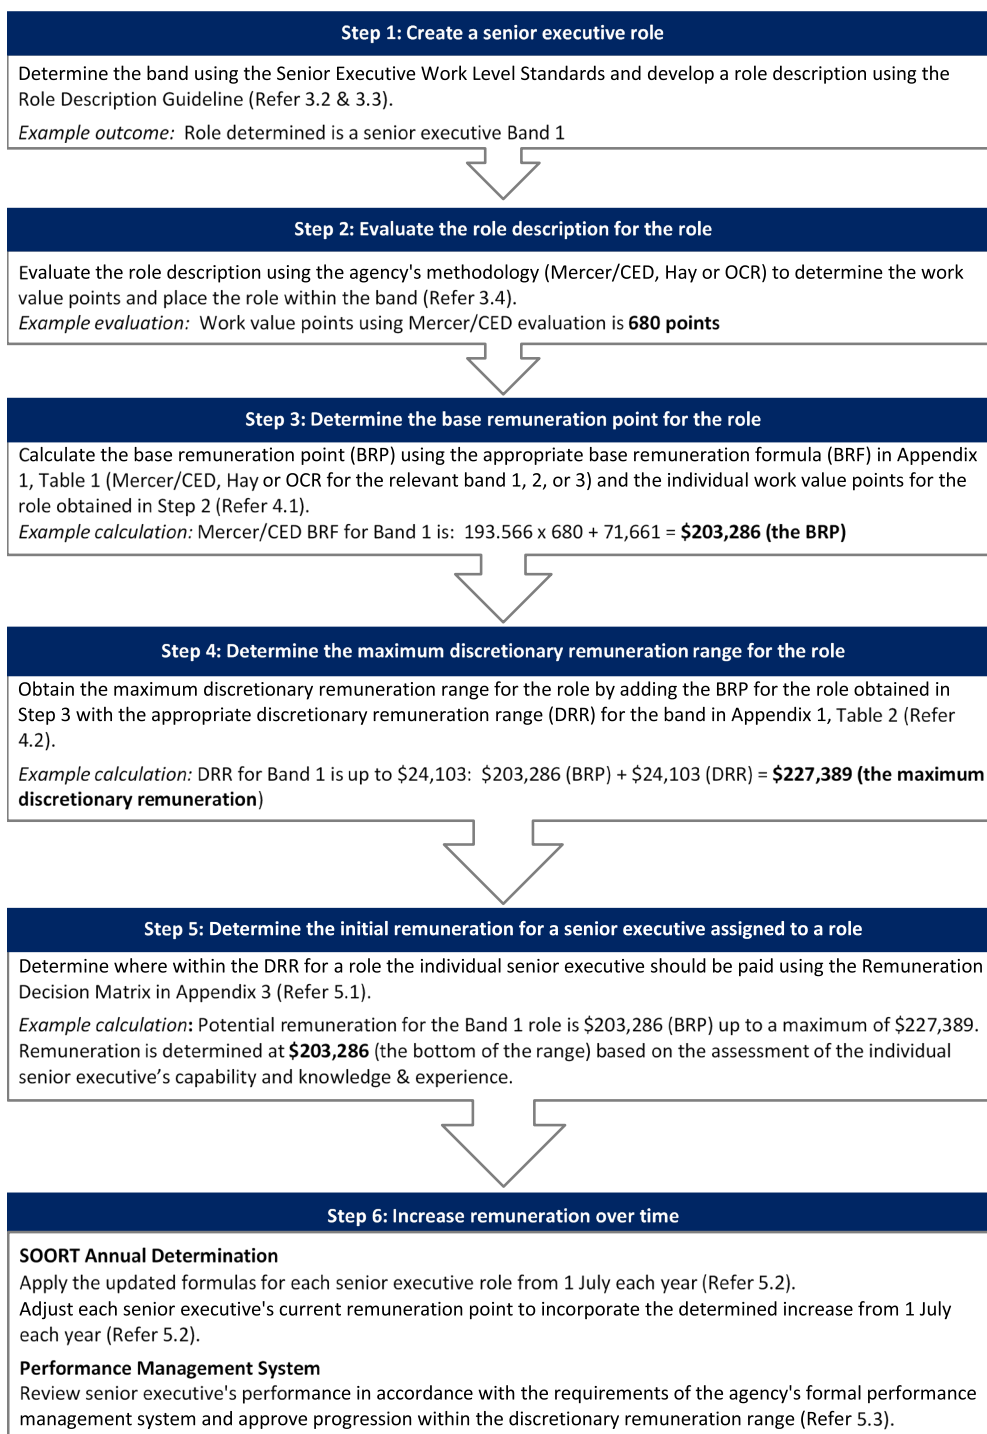 Step 1: Create a senior executive role
Determine the band using the Senior Executive Work Level Standards and develop a role description using the
Role Description Guideline (Refer 3.2 & 3.3).
Example outcome:  Role determined is a senior executive Band 1
Step 2: Evaluate the role description for the role
Evaluate the role description using the agency's methodology (Mercer/CED, Hay or OCR) to determine the work
value points and place the role within the band (Refer 3.4).
Example evaluation:  Work value points using Mercer/CED evaluation is 680 points
Step 3: Determine the base remuneration point for the role
Calculate the base remuneration point (BRP) using the appropriate base remuneration formula (BRF) in Appendix
1, Table 1 (Mercer/CED, Hay or OCR for the relevant band 1, 2, or 3) and the individual work value points for the
role obtained in Step 2 (Refer 4.1).
Example calculation: Mercer/CED BRF for Band 1 is:  193.566 x 680 + 71,661 = $203,286 (the BRP)
Step 4: Determine the maximum discretionary remuneration range for the role
Obtain the maximum discretionary remuneration range for the role by adding the BRP for the role obtained in
Step 3 with the appropriate discretionary remuneration range (DRR) for the band in Appendix 1, Table 2 (Refer
4.2).
Example calculation: DRR for Band 1 is up to $24,103:  $203,286 (BRP) + $24,103 (DRR) = $227,389 (the maximum
discretionary remuneration)
Step 5: Determine the initial remuneration for a senior executive assigned to a role
Determine where within the DRR for a role the individual senior executive should be paid using the Remuneration
Decision Matrix in Appendix 3 (Refer 5.1).
Example calculation: Potential remuneration for the Band 1 role is $203,286 (BRP) up to a maximum of $227,389.
Remuneration is determined at $203,286 (the bottom of the range) based on the assessment of the individual
senior executive’s capability and knowledge & experience.
Step 6: Increase remuneration over time
SOORT Annual Determination
Apply the updated formulas for each senior executive role from 1 July each year (Refer 5.2).
Adjust each senior executive's current remuneration point to incorporate the determined increase from 1 July
each year (Refer 5.2).
Performance Management System
Review senior executive's performance in accordance with the requirements of the agency's formal performance
management system and approve progression within the discretionary remuneration range (Refer 5.3).